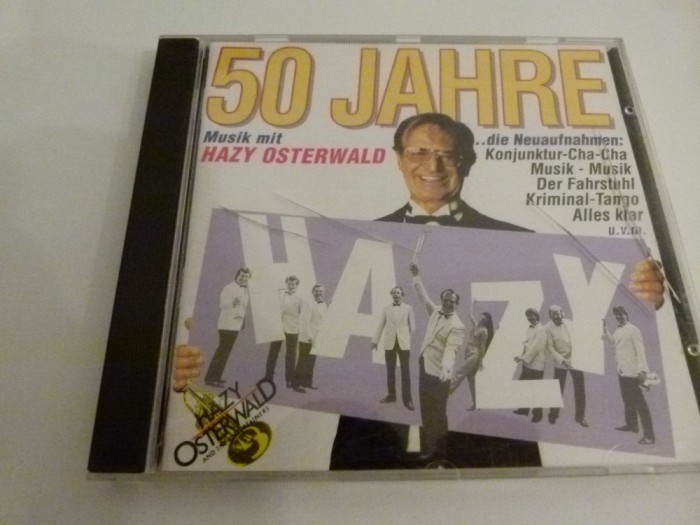 50 JAHRE
Musik mit
HAZY OSTERWALD
..die Neuaufnahmen:
Konjunktur-Cha-Cha
Musik - Musik
Der Fahrstuhl
Kriminal-Tango
Alles klar
u.v.m.
HAZY
HAZY
OSTERWALD